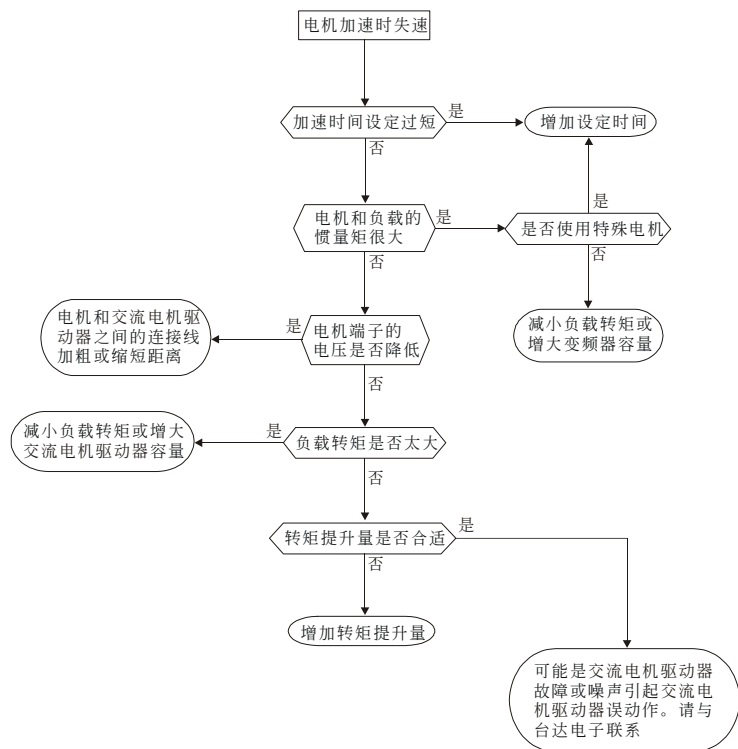 电机加速时失速
加速时间设定过短
是
增加设定时间
否
是
电机和负载的
惯量矩很大
是
是否使用特殊电机
否
否
电机和交流电机驱
动器之间的连接线
加粗或缩短距离
是
电机端子的
电压是否降低
减小负载转矩或
增大变频器容量
否
减小负载转矩或增大
交流电机驱动器容量
是
负载转矩是否太大
否
转矩提升量是否合适
是
否
增加转矩提升量
可能是交流电机驱动器
故障或噪声引起交流电
机驱动器误动作。请与
台达电子联系